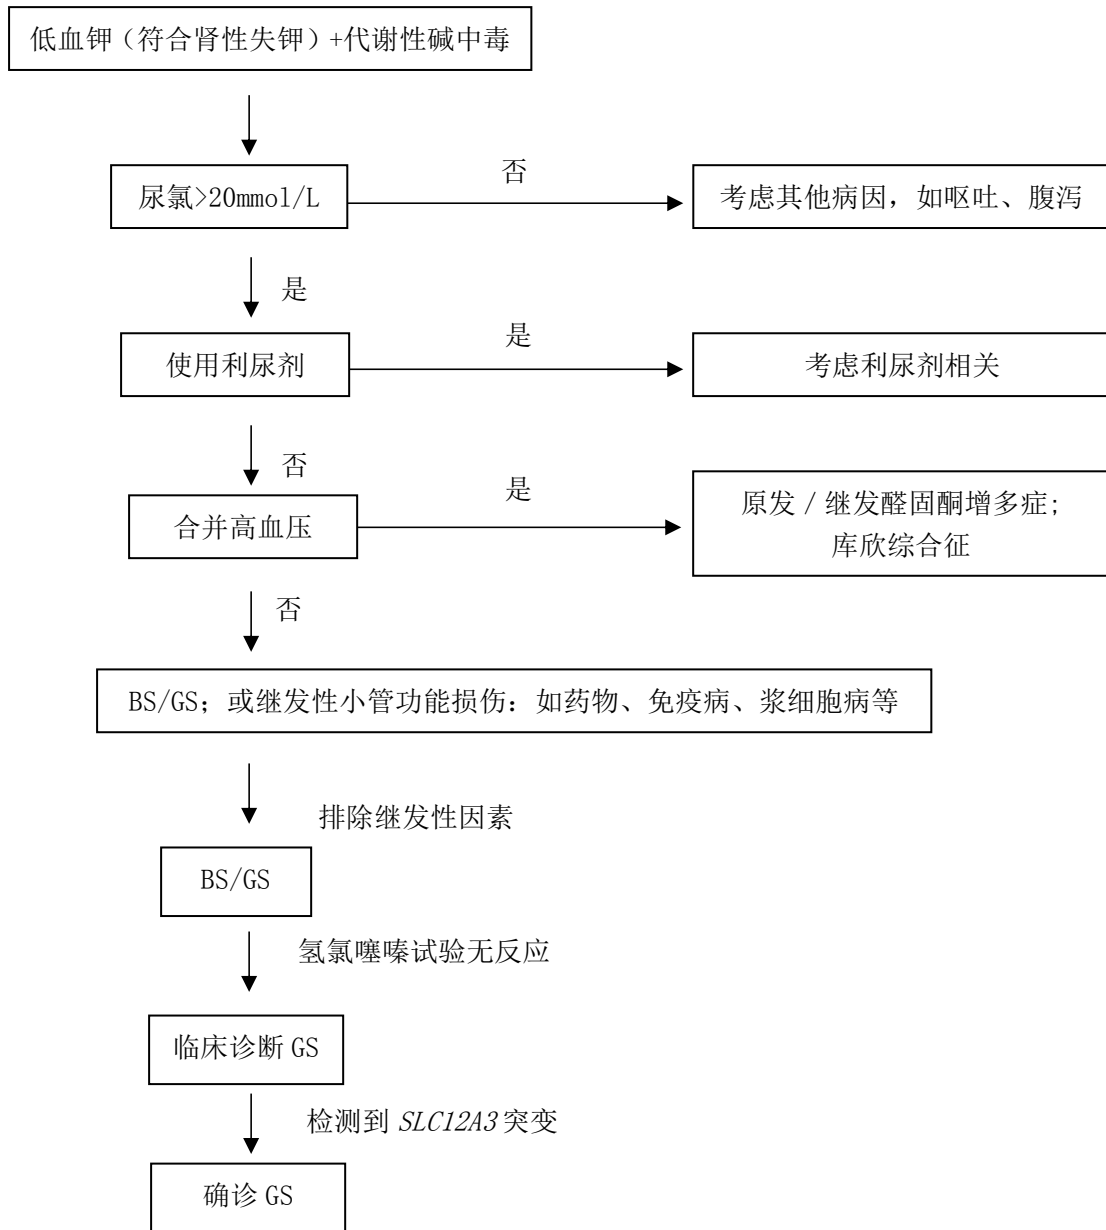 低血钾（符合肾性失钾）+代谢性碱中毒
尿氯>20mmol/L
否
考虑其他病因，如呕吐、腹泻
是
使用利尿剂
是
考虑利尿剂相关
否
合并高血压
是
原发／继发醛固酮增多症;
库欣综合征
否
BS/GS；或继发性小管功能损伤：如药物、免疫病、浆细胞病等
排除继发性因素
BS/GS
氢氯噻嗪试验无反应
临床诊断 GS
检测到 SLC12A3 突变
确诊 GS